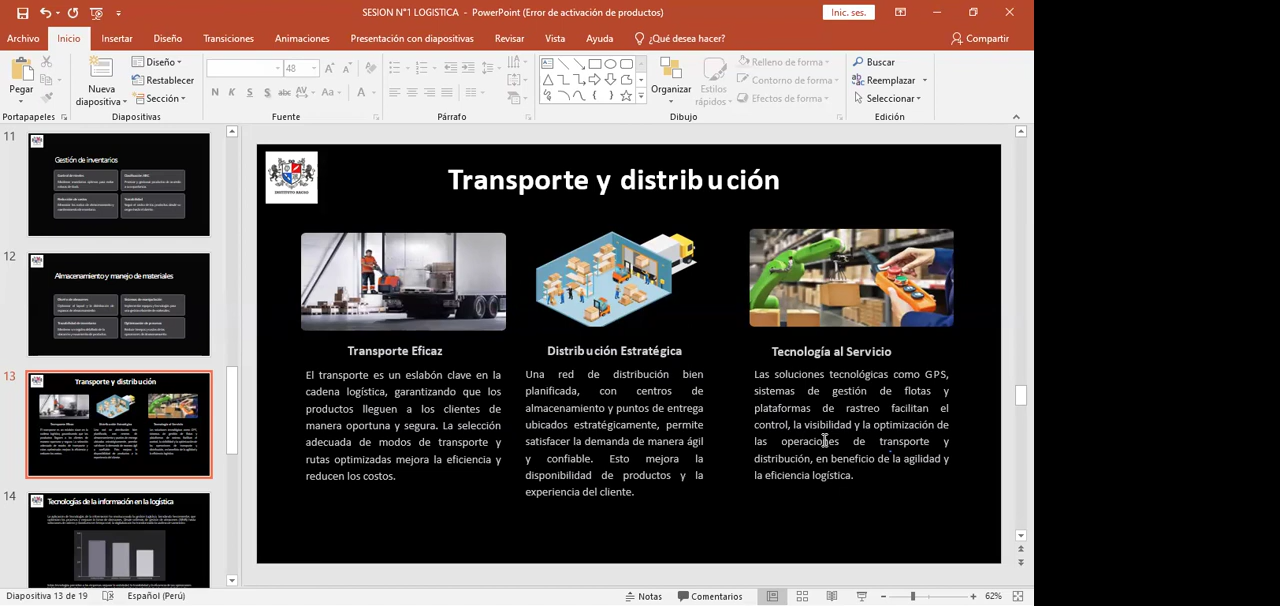 SESION N°1 LOGISTICA - PowerPoint (Error de activación de productos)
Inic. ses.
Archivo Inicio Insertar Diseño Transiciones Animaciones Presentación con diapositivas Revisar Vista Ayuda ¿Qué desea hacer? Compartir
Pegar
Portapapeles
Nueva
diapositiva
Diseño
Restablecer
Sección
Diapositivas
48
N K S S abc AV Aa A
Fuente
Párrafo
Organizar
Estilos
rápidos
Relleno de forma
Contorno de forma
Efectos de forma
Dibujo
Buscar
Reemplazar
Seleccionar
Edición
11
Gestión de inventarios
12
Almacenamiento y manejo de materiales
13
Transporte y distribución
14
Tecnologías de la información en la logística
INSTITUTO BAKSO
Transporte y distribución
Transporte Eficaz
El transporte es un eslabón clave en la
cadena logística, garantizando que los
productos lleguen a los clientes de
manera oportuna y segura. La selección
adecuada de modos de transporte y
rutas optimizadas mejora la eficiencia y
reducen los costos.
Distribución Estratégica
Una red de distribución bien
planificada, con centros de
almacenamiento y puntos de entrega
ubicados estratégicamente, permite
satisfacer la demanda de manera ágil
y confiable. Esto mejora la
disponibilidad de productos y la
experiencia del cliente.
Tecnología al Servicio
Las soluciones tecnológicas como GPS,
sistemas de gestión de flotas y
plataformas de rastreo facilitan el
control, la visibilidad y la optimización de
las operaciones de transporte y
distribución, en beneficio de la agilidad y
la eficiencia logística.
Diapositiva 13 de 19 Español (Perú) Notas Comentarios 62%